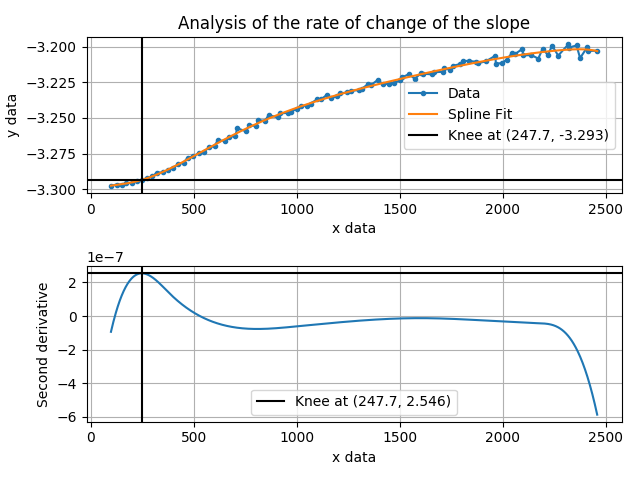 Analysis of the rate of change of the slope
−3.200
−3.225
−3.250
−3.275
−3.300
y data
Data
Spline Fit
Knee at (247.7, -3.293)
0
500
1000
1500
2000
2500
x data
1e−7
2
0
−2
−4
−6
Second derivative
Knee at (247.7, 2.546)
0
500
1000
1500
2000
2500
x data